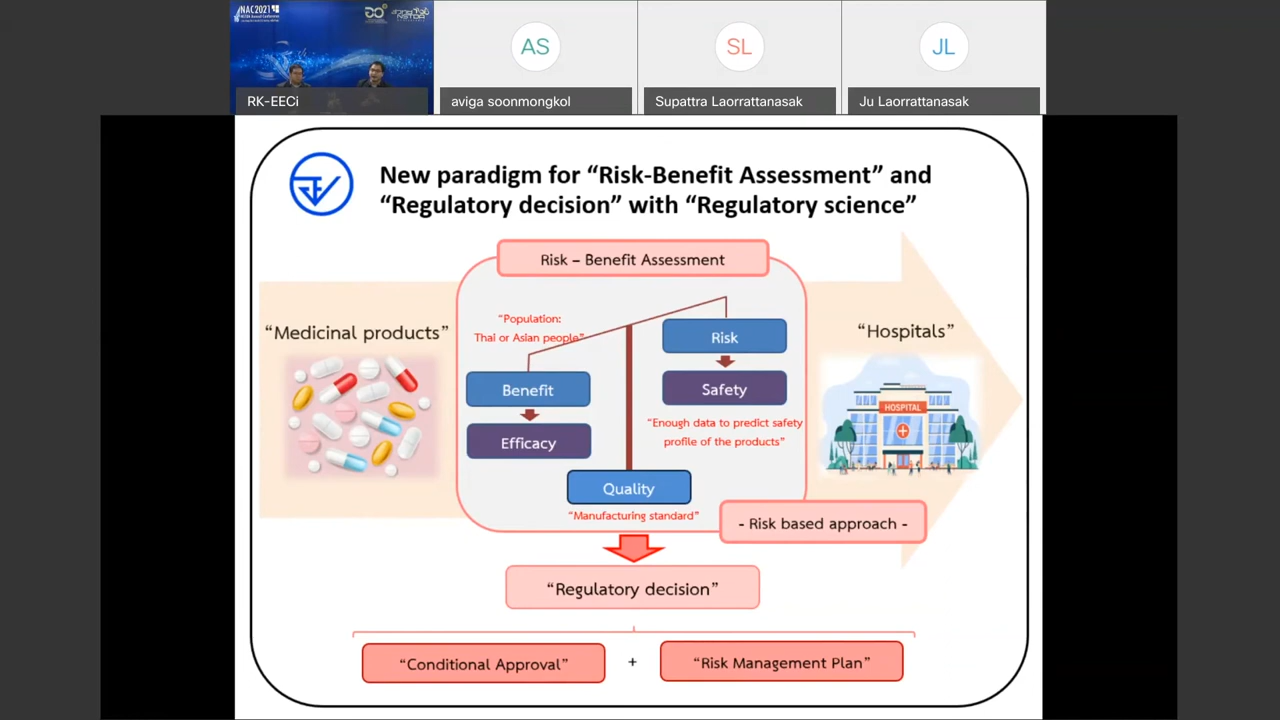 NAC2021
RK-EECi
AS
aviga soonmongkol
SL
Supattra Laorrattanasak
JL
Ju Laorrattanasak
New paradigm for “Risk-Benefit Assessment” and
“Regulatory decision” with “Regulatory science”
Risk – Benefit Assessment
“Medicinal products”
“Population:
Thai or Asian people”
Benefit
Efficacy
Risk
Safety
“Enough data to predict safety
profile of the products”
Quality
“Manufacturing standard”
“Hospitals”
HOSPITAL
- Risk based approach -
“Regulatory decision”
“Conditional Approval”
+
“Risk Management Plan”